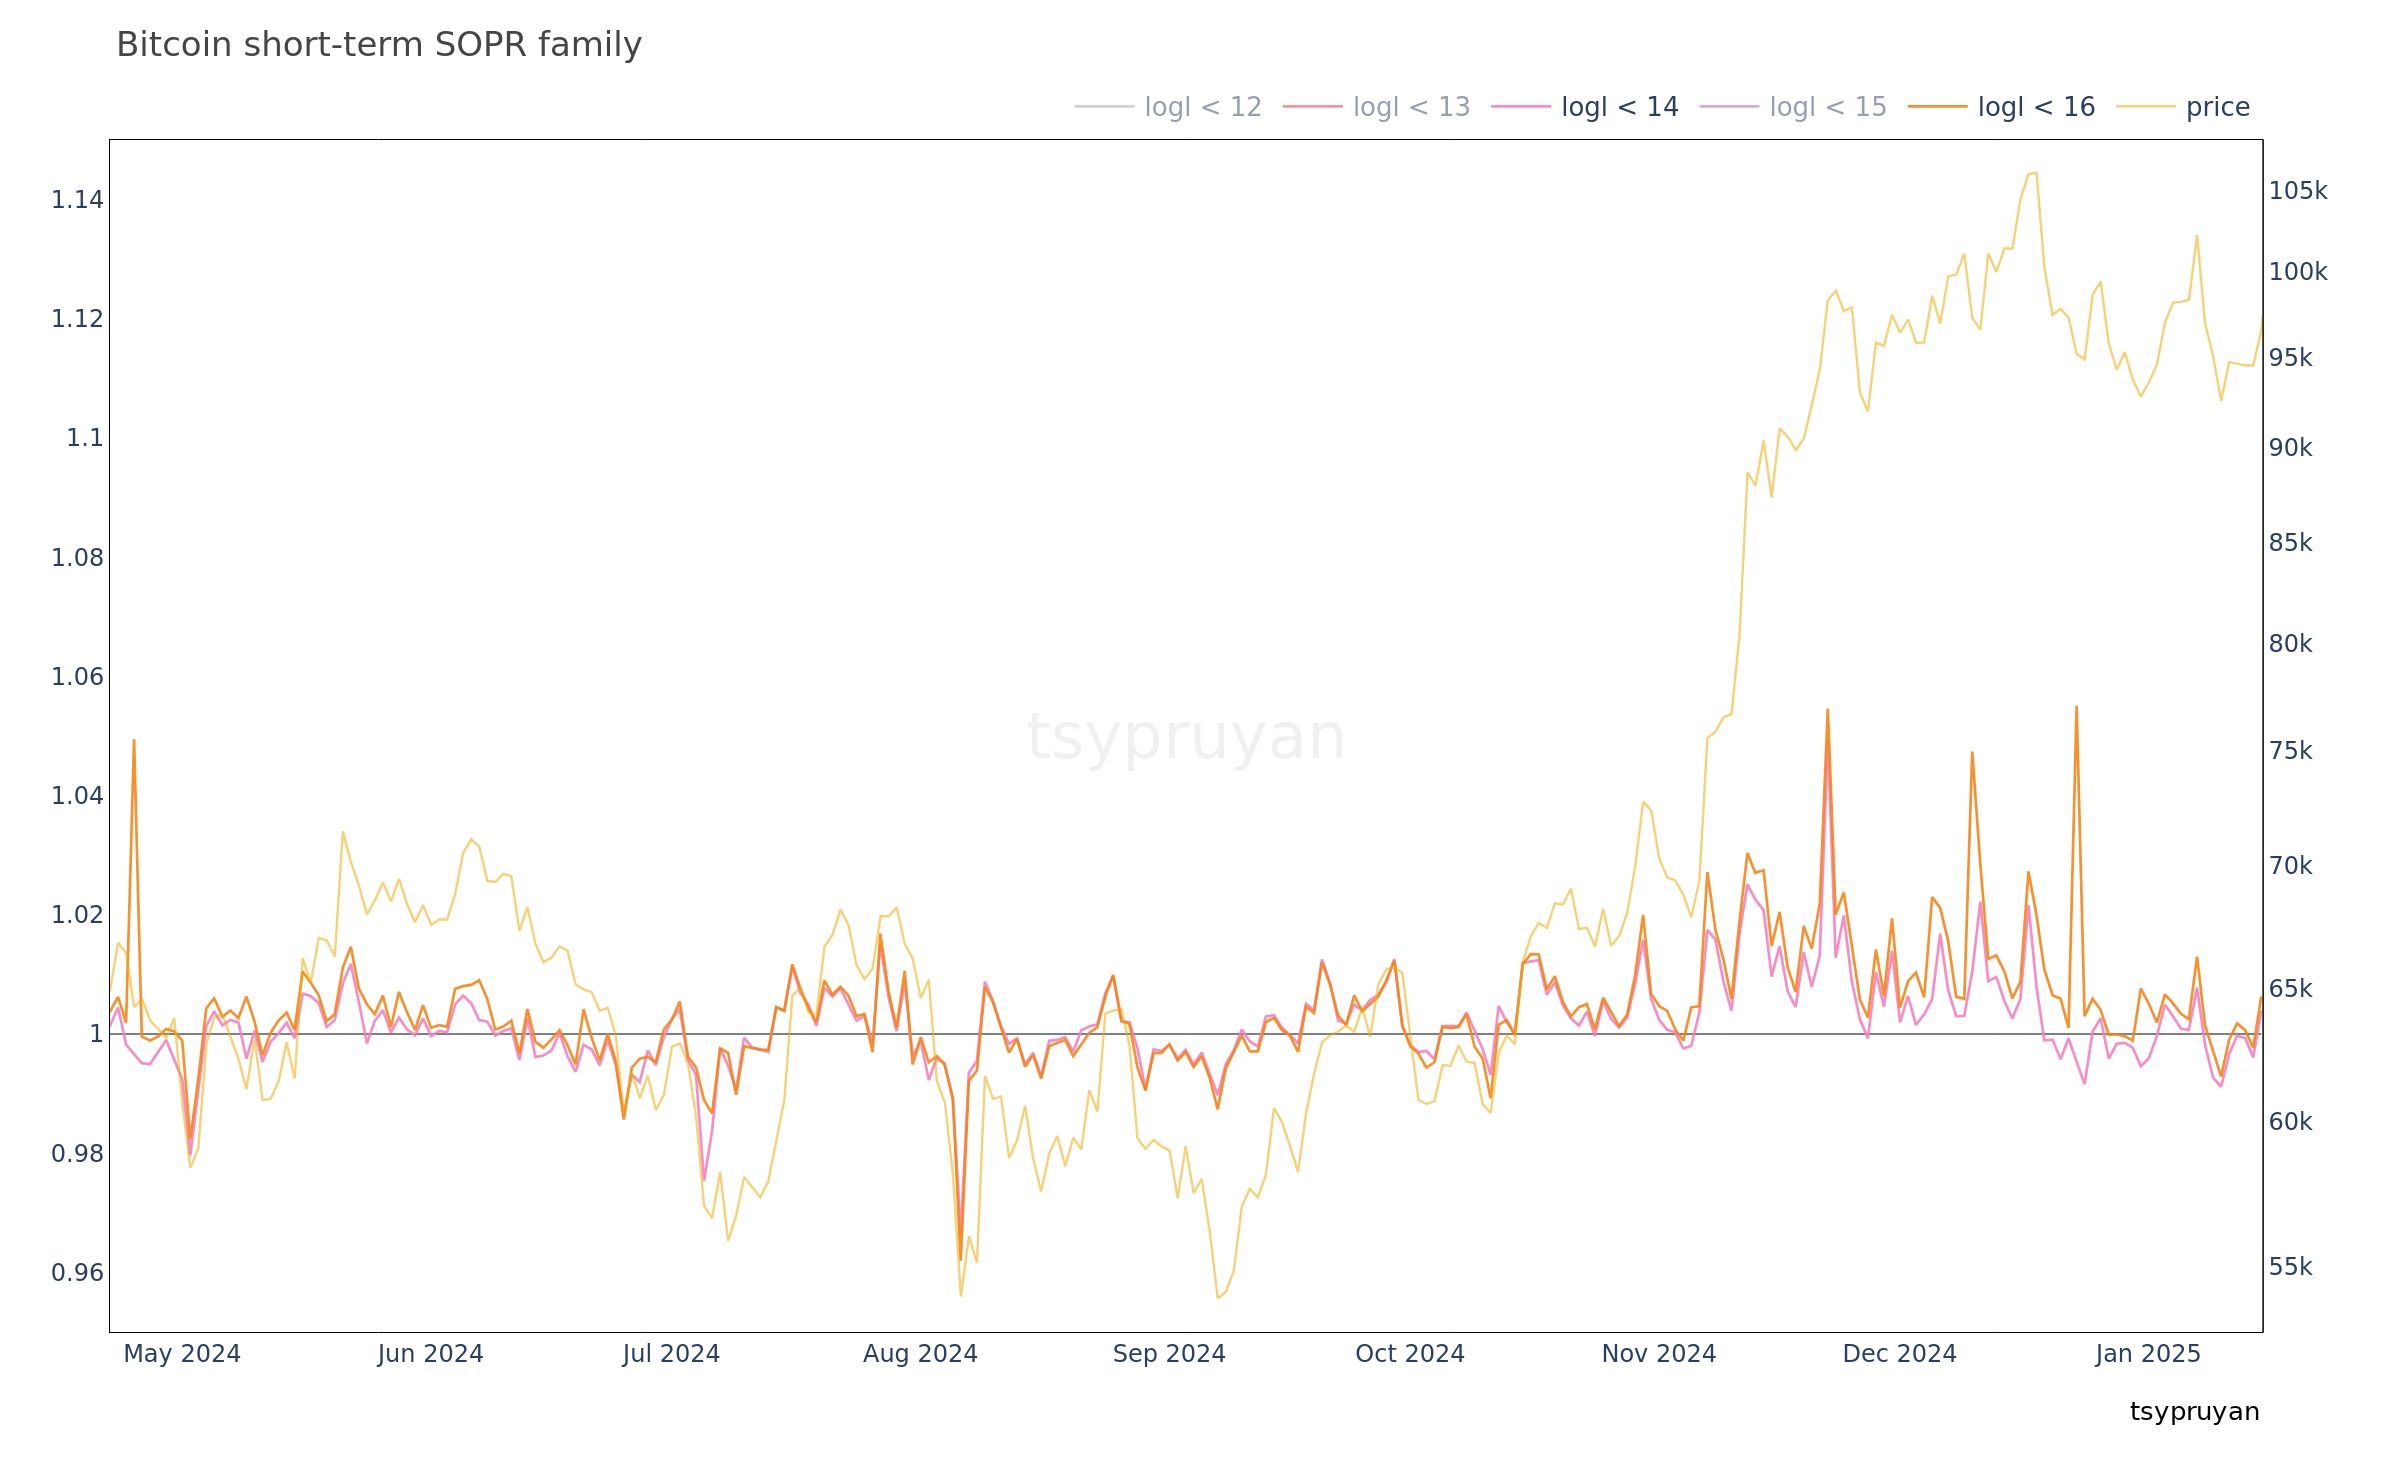 Bitcoin short-term SOPR family
logl < 12 logl < 13 logl < 14 logl < 15 logl < 16 price
1.14
1.12
1.1
1.08
1.06
1.04
1.02
1
0.98
0.96
105k
100k
95k
90k
85k
80k
75k
70k
65k
60k
55k
tsypruyan
May 2024 Jun 2024 Jul 2024 Aug 2024 Sep 2024 Oct 2024 Nov 2024 Dec 2024 Jan 2025
tsypruyan